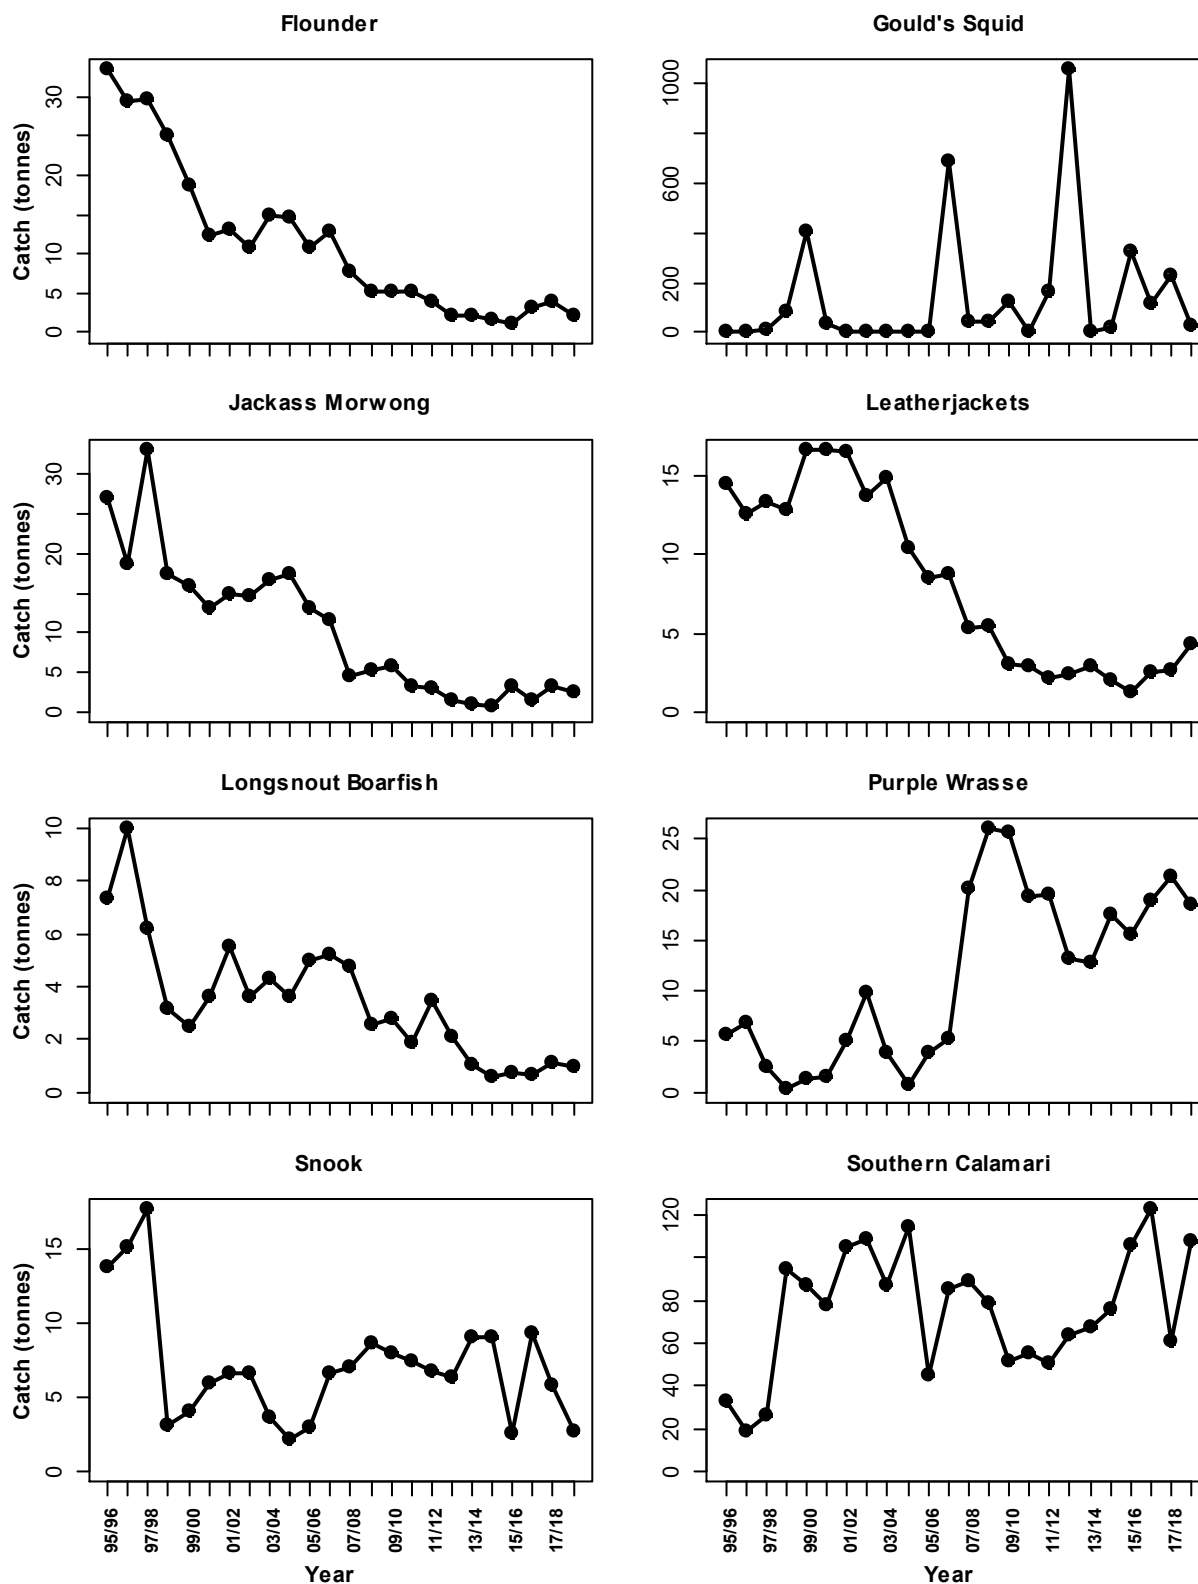 Flounder
Catch (tonnes)
0 5 10 20 30
Gould's Squid
0 200 600 1000
Jackass Morwong
Catch (tonnes)
0 5 10 20 30
Leatherjackets
0 5 10 15
Longsnout Boarfish
Catch (tonnes)
0 2 4 6 8 10
Purple Wrasse
0 5 10 15 20 25
Snook
Catch (tonnes)
0 5 10 15
95/96 97/98 99/00 01/02 03/04 05/06 07/08 09/10 11/12 13/14 15/16 17/18
Year
Southern Calamari
0 20 40 60 80 120
95/96 97/98 99/00 01/02 03/04 05/06 07/08 09/10 11/12 13/14 15/16 17/18
Year